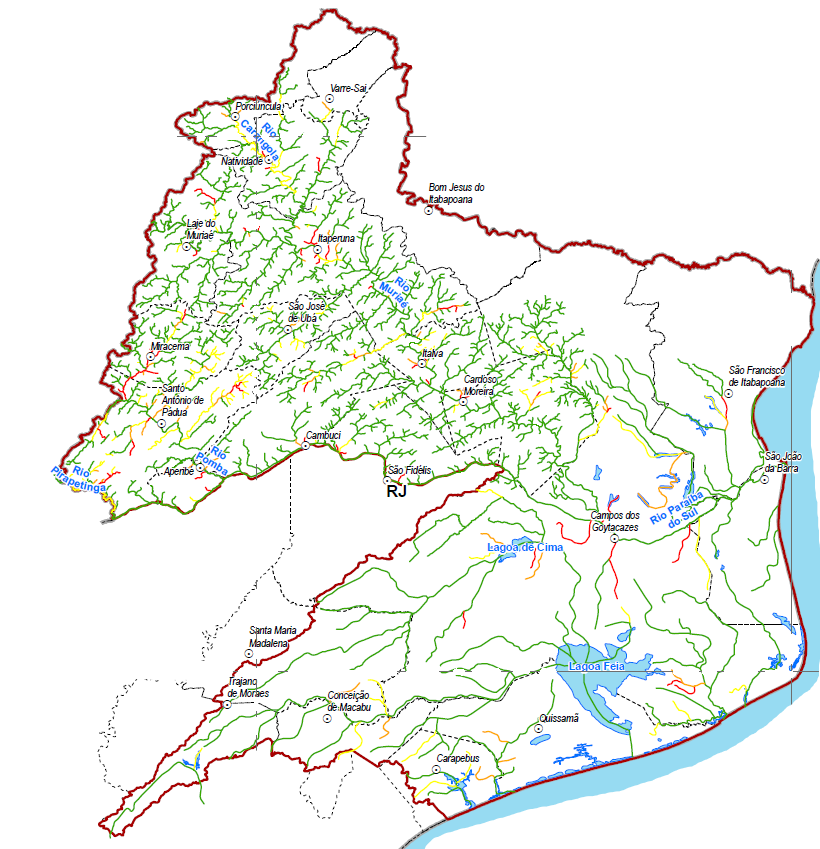 Varre-Sai
Porciúncula
Rio
Carangola
Natividade
Bom Jesus do
Itabapoana
Laje do
Muriaé
Itaperuna
Rio
Muriaé
São José
de Ubá
Miracema
Italva
São Francisco
de Itabapoana
Cardoso
Moreira
Santo
Antônio de
Pádua
Cambuci
Rio
Pomba
Aperibé
Rio
Pirapetinga
São Fidélis
RJ
São João
da Barra
Rio Paraíba
do Sul
Campos dos
Goytacazes
Lagoa de Cima
Santa Maria
Madalena
Lagoa Feia
Trajano
de Moraes
Conceição
de Macabu
Quissamã
Carapebus